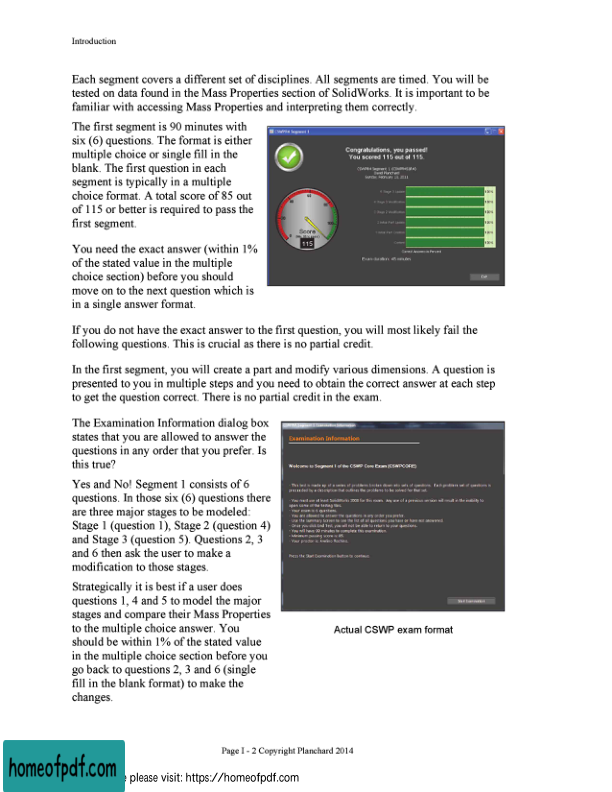 Introduction
Each segment covers a different set of disciplines. All segments are timed. You will be
tested on data found in the Mass Properties section of SolidWorks. It is important to be
familiar with accessing Mass Properties and interpreting them correctly.
The first segment is 90 minutes with
six (6) questions. The format is either
multiple choice or single fill in the
blank. The first question in each
segment is typically in a multiple
choice format. A total score of 85 out
of 115 or better is required to pass the
first segment.
Congratulations, you passed!
You scored 115 out of 115.
Score
115
You need the exact answer (within 1%
of the stated value in the multiple
choice section) before you should
move on to the next question which is
in a single answer format.
If you do not have the exact answer to the first question, you will most likely fail the
following questions. This is crucial as there is no partial credit.
In the first segment, you will create a part and modify various dimensions. A question is
presented to you in multiple steps and you need to obtain the correct answer at each step
to get the question correct. There is no partial credit in the exam.
The Examination Information dialog box
states that you are allowed to answer the
questions in any order that you prefer. Is
this true?
Yes and No! Segment 1 consists of 6
questions. In those six (6) questions there
are three major stages to be modeled:
Stage 1 (question 1), Stage 2 (question 4)
and Stage 3 (question 5). Questions 2, 3
and 6 then ask the user to make a
modification to those stages.
Strategically it is best if a user does
questions 1, 4 and 5 to model the major
stages and compare their Mass Properties
to the multiple choice answer. You
should be within 1% of the stated value
in the multiple choice section before you
go back to questions 2, 3 and 6 (single
fill in the blank format) to make the
changes.
Examination Information
Welcome to Segment 1 of the CSWP Core Exam (CSWPCORE)
Actual CSWP exam format
Page I - 2 Copyright Planchard 2014
homeofpdf.com
please visit: https://homeofpdf.com